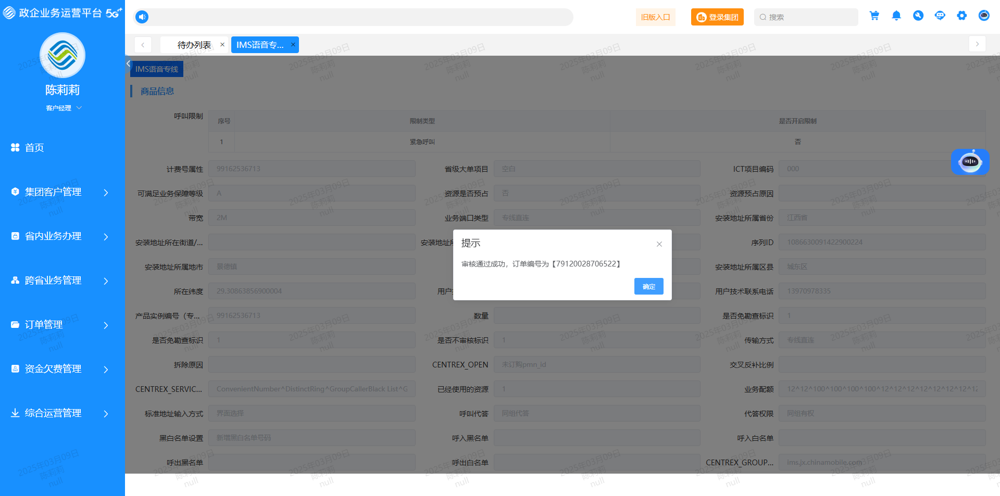 政企业务运营平台 5G++
旧版入口
登录集团
搜索
待办列表 ×
IMS语音专... ×
陈莉莉
客户经理
首页
集团客户管理
省内业务办理
跨省业务管理
订单管理
资金欠费管理
综合运营管理
IMS语音专线
商品信息
呼叫限制
序号 限制类型 是否开启限制
1 紧急呼叫 否
计费号属性 99162536713 省级大单项目 空白 ICT项目编码 000
可满足业务保障等级 A 资源是否预占 否 资源预占原因
带宽 2M 业务端口类型 专线直连 安装地址所属省份 江西省
安装地址所在街道/... 安装地址所 序列ID 1086630091422900224
安装地址所属地市 景德镇 安装地址所属区县 城东区
所在纬度 29.30863856900004 用户 用户技术联系电话 13970978335
产品实例编号（专... 99162536713 数量 是否免勘查标识 1
是否免勘查标识 1 是否不审核标识 1 传输方式 专线直连
拆除原因 CENTREX_OPEN 未订购pmn_id 交叉反补比例
CENTREX_SERVIC... ConvenientNumber^DistinctRing^GroupCallerBlack List^G 已经使用的资源 1 业务配额 12^12^100^100^100^100^12^12^12^12^12^12^12^12
标准地址输入方式 界面选择 呼叫代答 同组代答 代答权限 同组有权
黑白名单设置 新增黑白名单号码 呼入黑名单 呼入白名单
呼出黑名单 呼出白名单 CENTREX_GROUP... ims.jx.chinamobile.com
提示
审核通过成功，订单编号为【79120028706522】
确定
2025年03月09日
陈莉莉
null